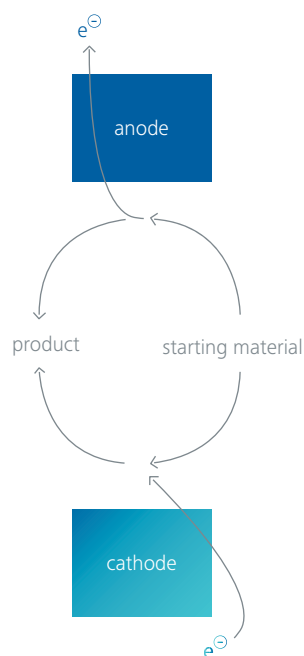 e⊖
anode
product
starting material
cathode
e⊖